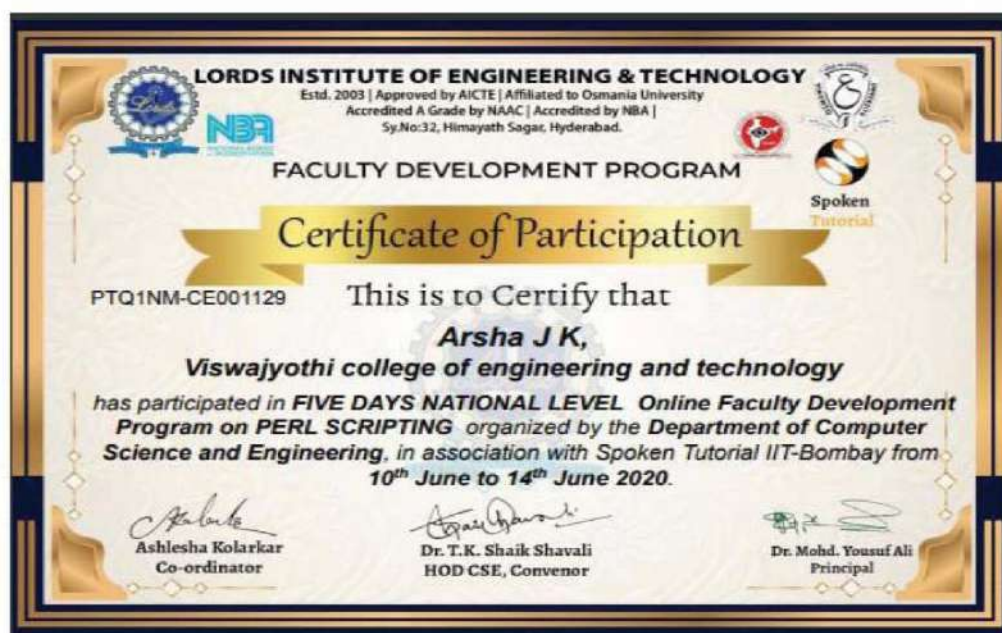 LORDS INSTITUTE OF ENGINEERING & TECHNOLOGY
Estd. 2003 | Approved by AICTE | Affiliated to Osmania University
Accredited A Grade by NAAC | Accredited by NBA |
Sy.No:32, Himayath Sagar, Hyderabad.
Lords
NBA
FACULTY DEVELOPMENT PROGRAM
Spoken
Tutorial
Certificate of Participation
PTQ1NM-CE001129
This is to Certify that
Arsha J K,
Viswajyothi college of engineering and technology
has participated in FIVE DAYS NATIONAL LEVEL Online Faculty Development
Program on PERL SCRIPTING organized by the Department of Computer
Science and Engineering, in association with Spoken Tutorial IIT-Bombay from
10th June to 14th June 2020.
Ashlesha Kolarkar
Co-ordinator
Dr. T.K. Shaik Shavali
HOD CSE, Convenor
Dr. Mohd. Yousuf Ali
Principal